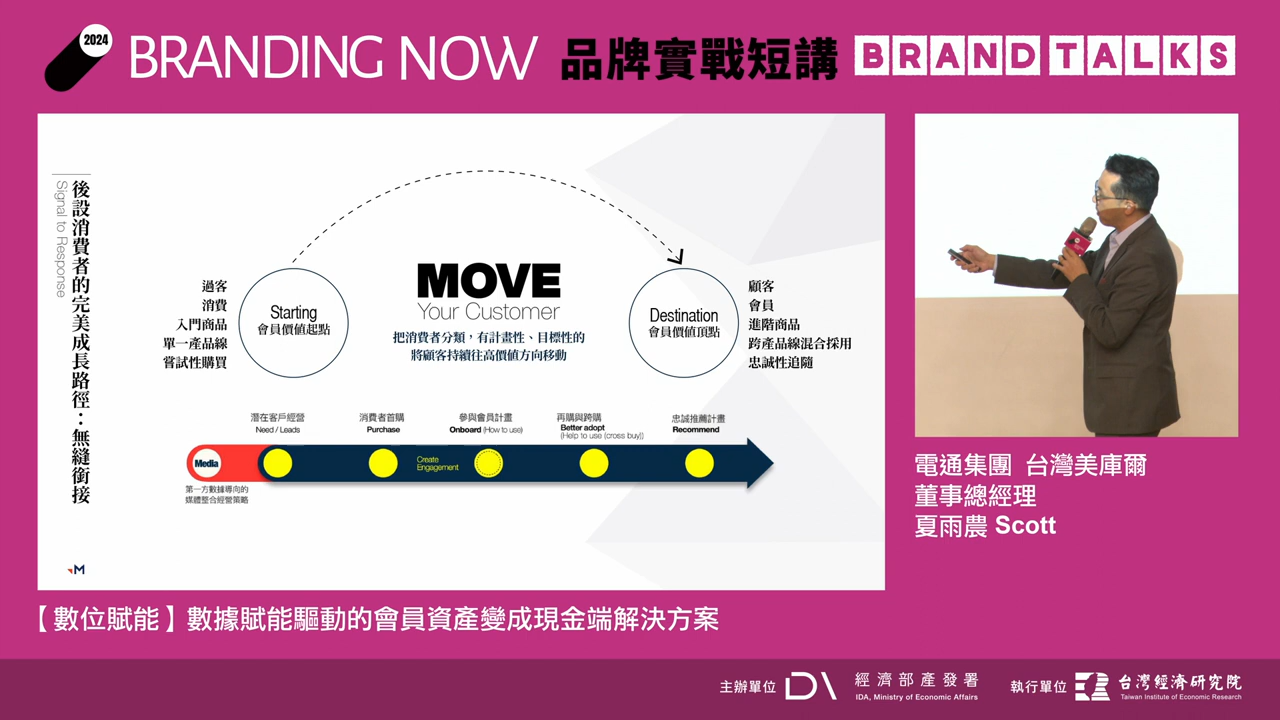 2024
BRANDING NOW 品牌實戰短講 BRAND TALKS
後設消費者的完美成長路徑：無縫銜接
Signal to Response
過客
消費
入門商品
單一產品線
嘗試性購買
Starting
會員價值起點
MOVE
Your Customer
把消費者分類，有計畫性、目標性的
將顧客持續往高價值方向移動
Destination
會員價值頂點
顧客
會員
進階商品
跨產品線混合採用
忠誠性追隨
潛在客戶經營
Need / Leads
消費者首購
Purchase
參與會員計畫
Onboard (How to use)
再購與跨購
Better adopt
(Help to use (cross buy))
忠誠推薦計畫
Recommend
Media
Create
Engagement
第一方數據導向的
媒體整合經營策略
M
電通集團 台灣美庫爾
董事總經理
夏雨農 Scott
【數位賦能】數據賦能驅動的會員資產變成現金端解決方案
主辦單位 IDA 經濟部產發署
IDA, Ministry of Economic Affairs
執行單位 台灣經濟研究院
Taiwan Institute of Economic Research